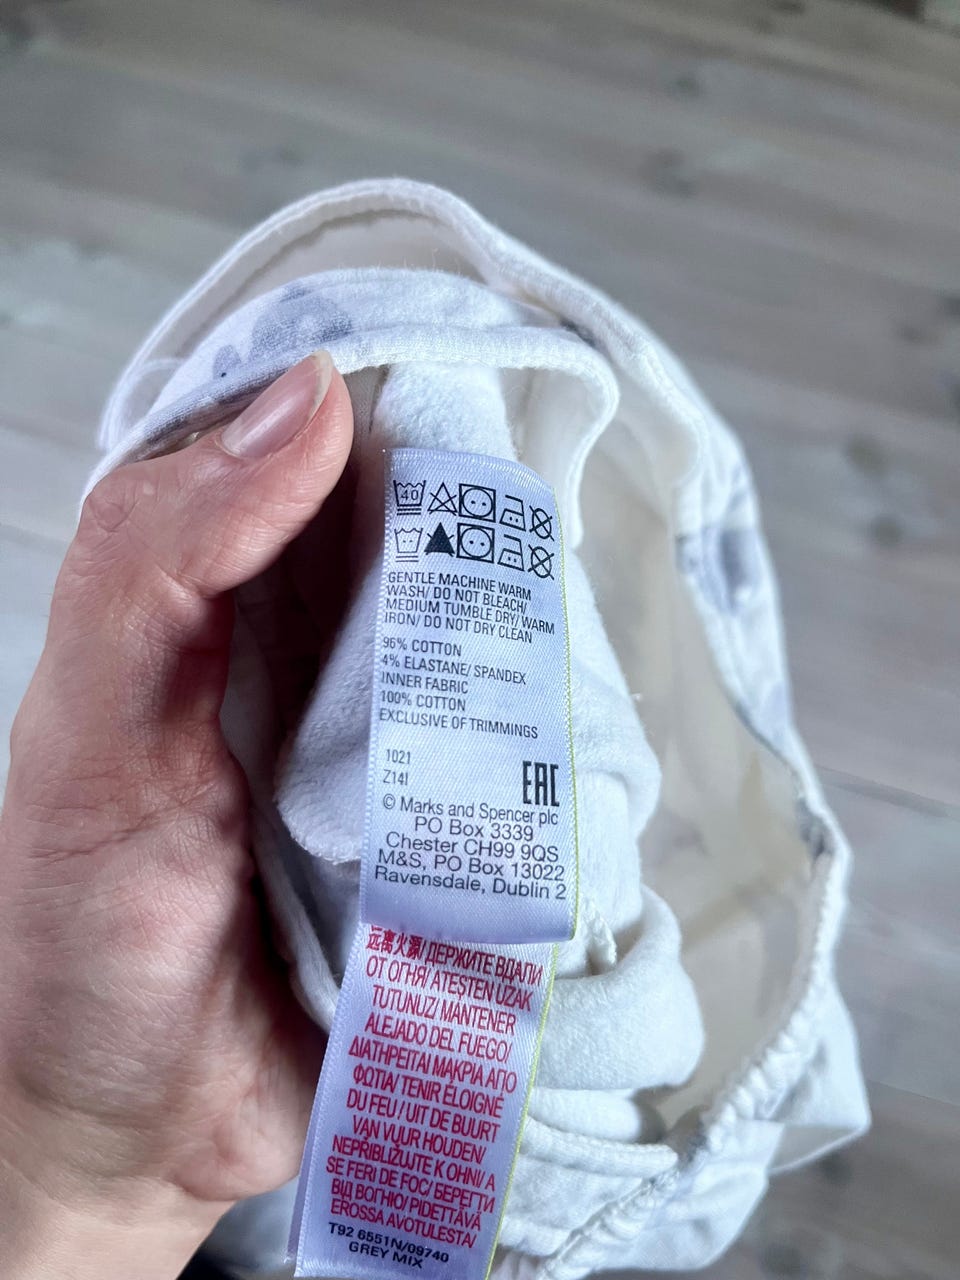 40
GENTLE MACHINE WARM
WASH/ DO NOT BLEACH/
MEDIUM TUMBLE DRY/ WARM
IRON/ DO NOT DRY CLEAN
96% COTTON
4% ELASTANE/ SPANDEX
INNER FABRIC
100% COTTON
EXCLUSIVE OF TRIMMINGS
1021
Z14I
EAC
© Marks and Spencer plc
PO Box 3339
Chester CH99 9QS
M&S, PO Box 13022
Ravensdale, Dublin 2
远离火源/ ДЕРЖИТЕ ВДАЛИ
ОТ ОГНЯ/ ATEŞTEN UZAK
TUTUNUZ/ MANTENER
ALEJADO DEL FUEGO/
ΔΙΑΤΗΡΕΙΤΑΙ ΜΑΚΡΙΑ ΑΠΟ
ΦΩΤΙΑ/ TENIR ÉLOIGNÉ
DU FEU / UIT DE BUURT
VAN VUUR HOUDEN/
NEPŘIBLIŽUJTE K OHNI/ A
SE FERI DE FOC/ БЕРЕГТИ
ВІД ВОГНЮ/ PIDETTÄVÄ
EROSSA AVOTULESTA/
T92 6551N/09740
GREY MIX